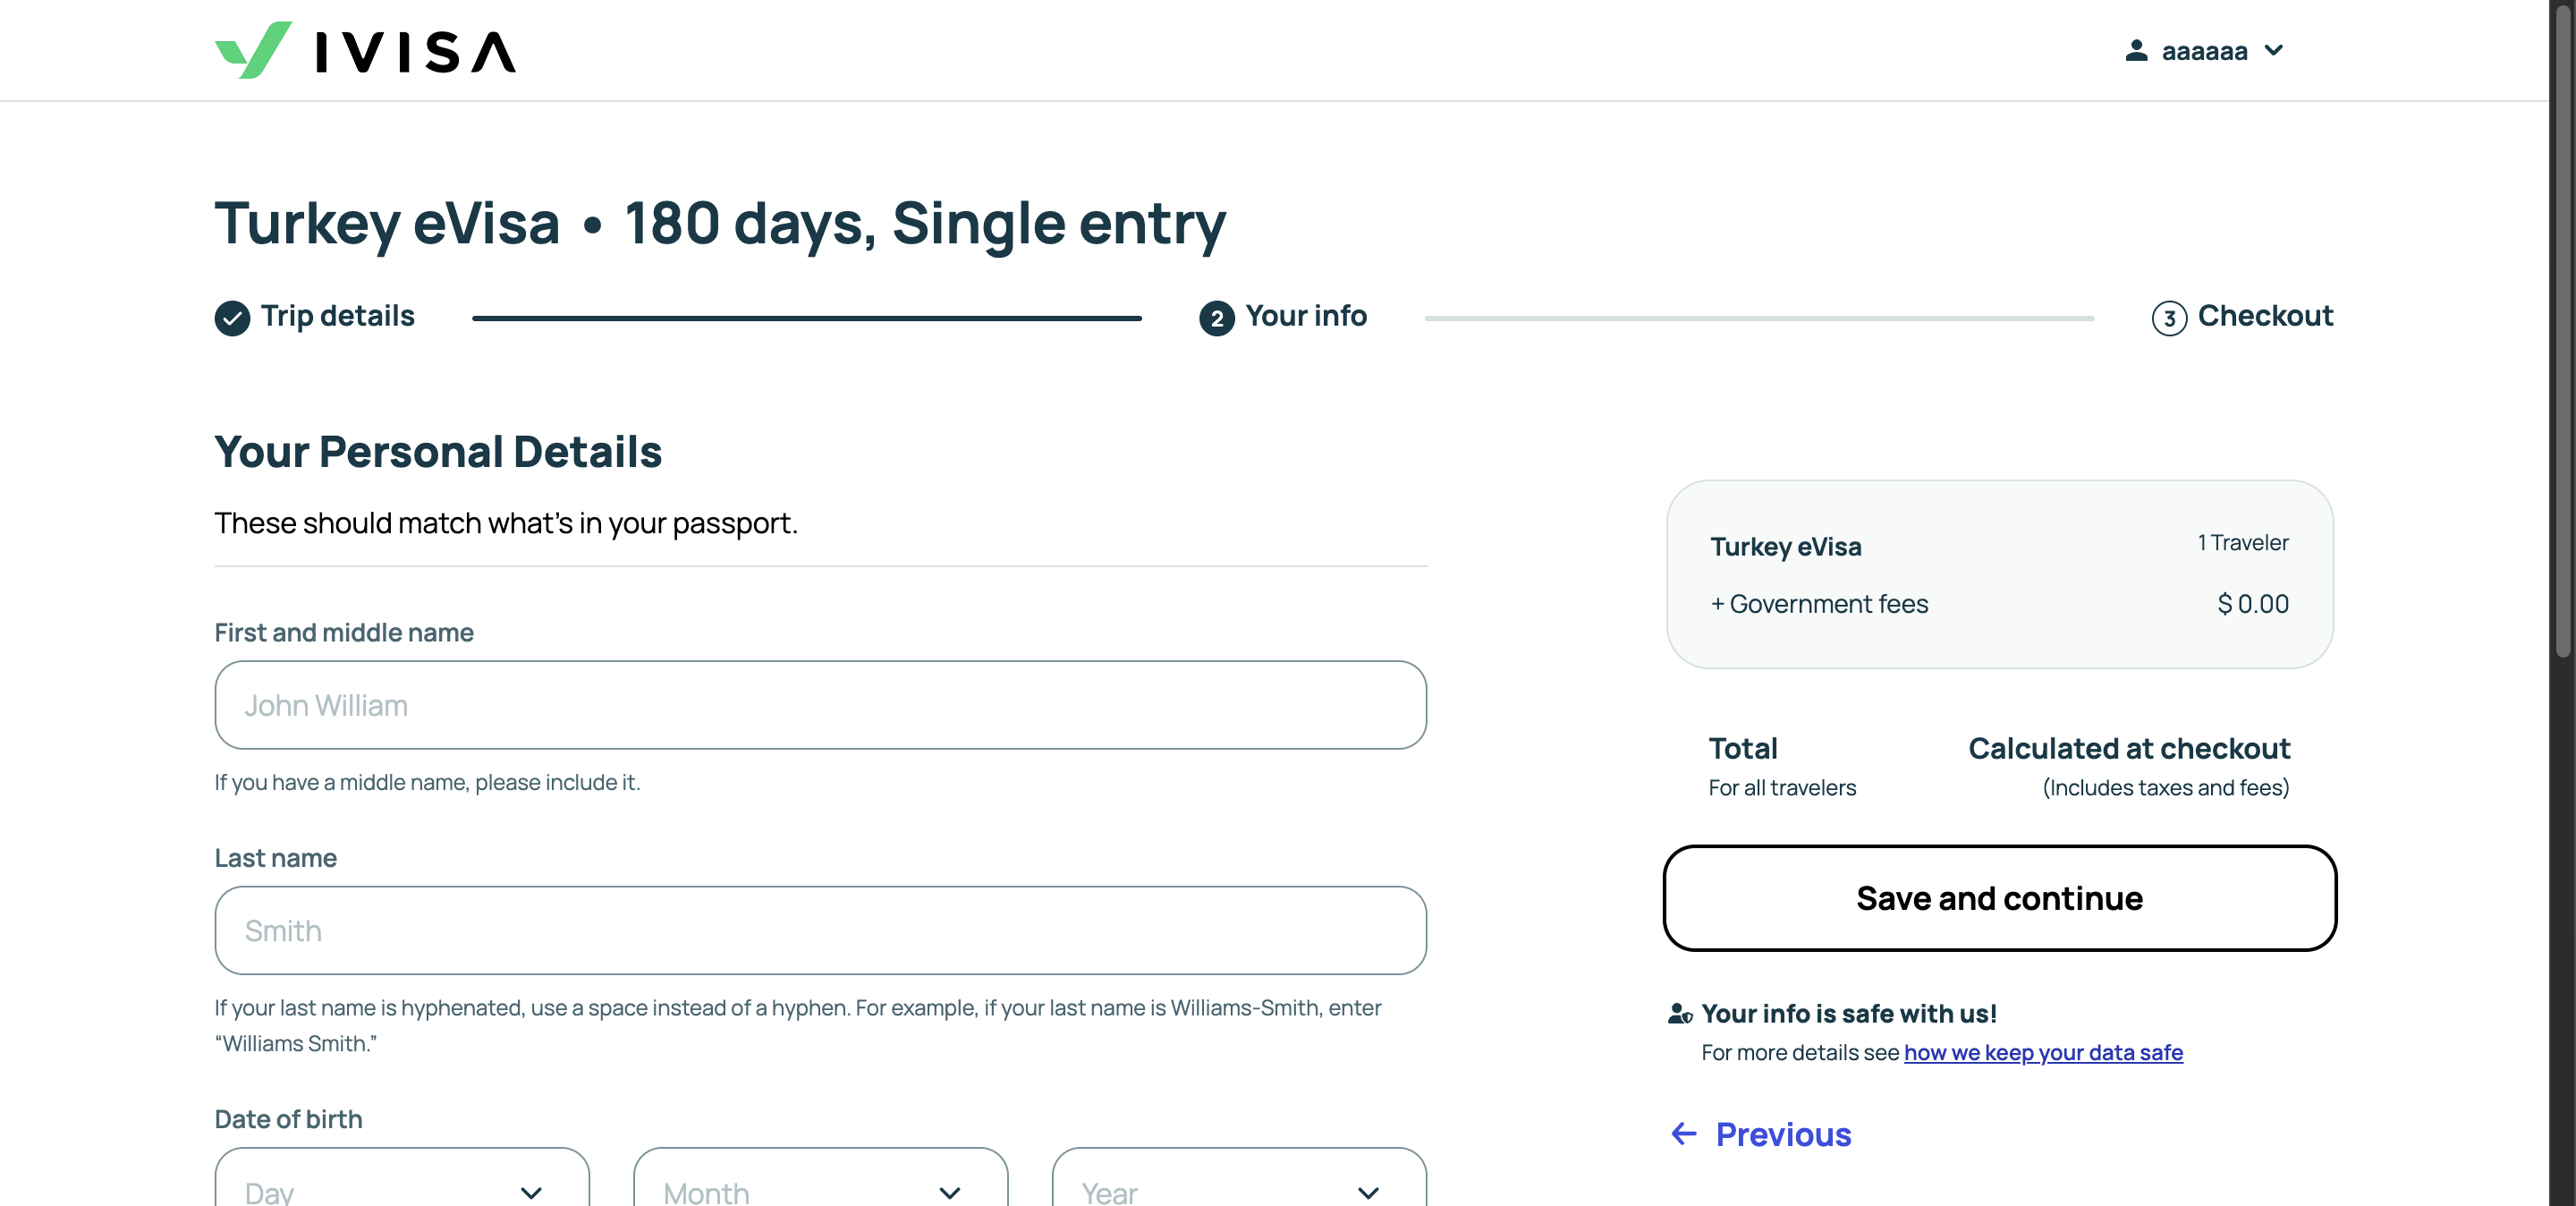 IVISA
aaaaaa
Turkey eVisa • 180 days, Single entry
Trip details
2 Your info
3 Checkout
Your Personal Details
These should match what's in your passport.
First and middle name
John William
If you have a middle name, please include it.
Last name
Smith
If your last name is hyphenated, use a space instead of a hyphen. For example, if your last name is Williams-Smith, enter
“Williams Smith.”
Date of birth
Day Month Year
Turkey eVisa 1 Traveler
+ Government fees $ 0.00
Total Calculated at checkout
For all travelers (Includes taxes and fees)
Save and continue
Your info is safe with us!
For more details see how we keep your data safe
← Previous